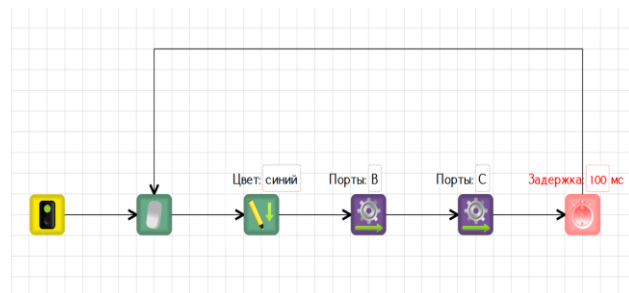 Цвет: синий
Порты: B
Порты: C
Задержка: 100 мс